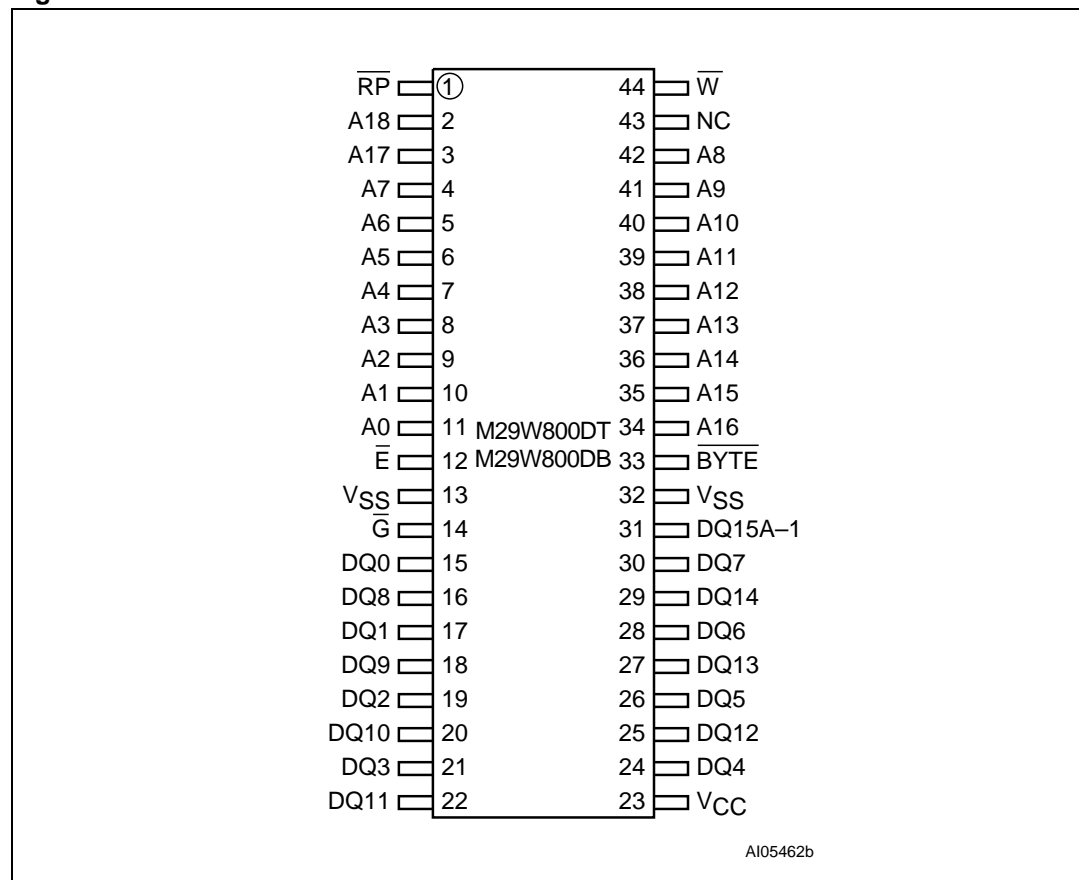 RP 1 44 W
A18 2 43 NC
A17 3 42 A8
A7 4 41 A9
A6 5 40 A10
A5 6 39 A11
A4 7 38 A12
A3 8 37 A13
A2 9 36 A14
A1 10 35 A15
A0 11 M29W800DT 34 A16
E 12 M29W800DB 33 BYTE
VSS 13 32 VSS
G 14 31 DQ15A–1
DQ0 15 30 DQ7
DQ8 16 29 DQ14
DQ1 17 28 DQ6
DQ9 18 27 DQ13
DQ2 19 26 DQ5
DQ10 20 25 DQ12
DQ3 21 24 DQ4
DQ11 22 23 VCC
AI05462b